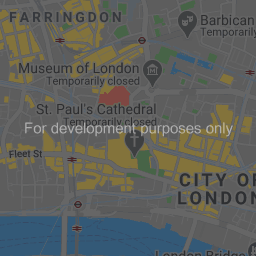 FARRINGDON
Barbican
Temporarily
Museum of London
Temporarily closed
St. Paul's Cathedral
Temporarily closed
For development purposes only
Fleet St
CITY OF
LONDON
London Bridge
Temporarily